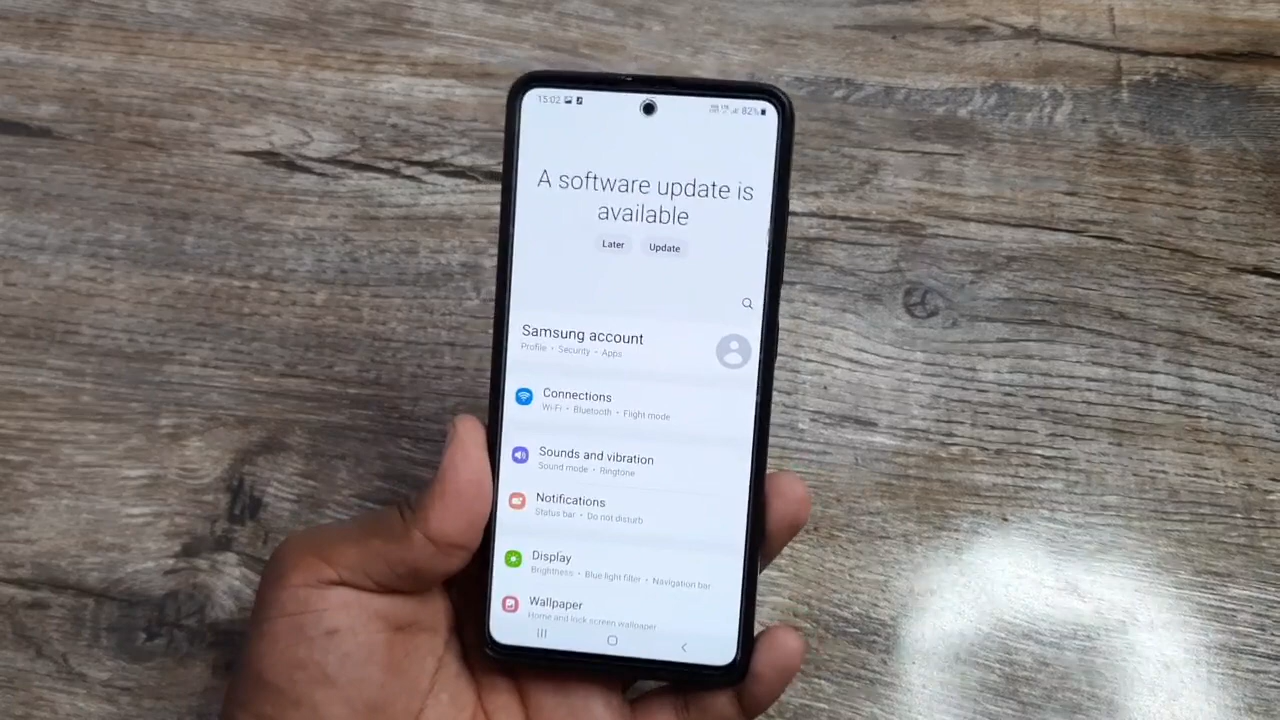 15:02
82%
A software update is
available
Later Update
Samsung account
Profile • Security • Apps
Connections
Wi-Fi • Bluetooth • Flight mode
Sounds and vibration
Sound mode • Ringtone
Notifications
Status bar • Do not disturb
Display
Brightness • Blue light filter • Navigation bar
Wallpaper
Home and lock screen wallpaper